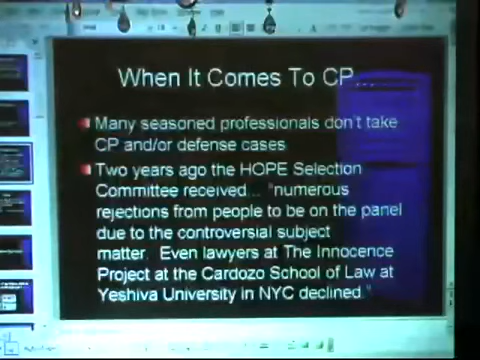 When It Comes To CP...
Many seasoned professionals don't take
CP and/or defense cases
Two years ago the HOPE Selection
Committee received... "numerous
rejections from people to be on the panel
due to the controversial subject
matter. Even lawyers at The Innocence
Project at the Cardozo School of Law at
Yeshiva University in NYC declined."